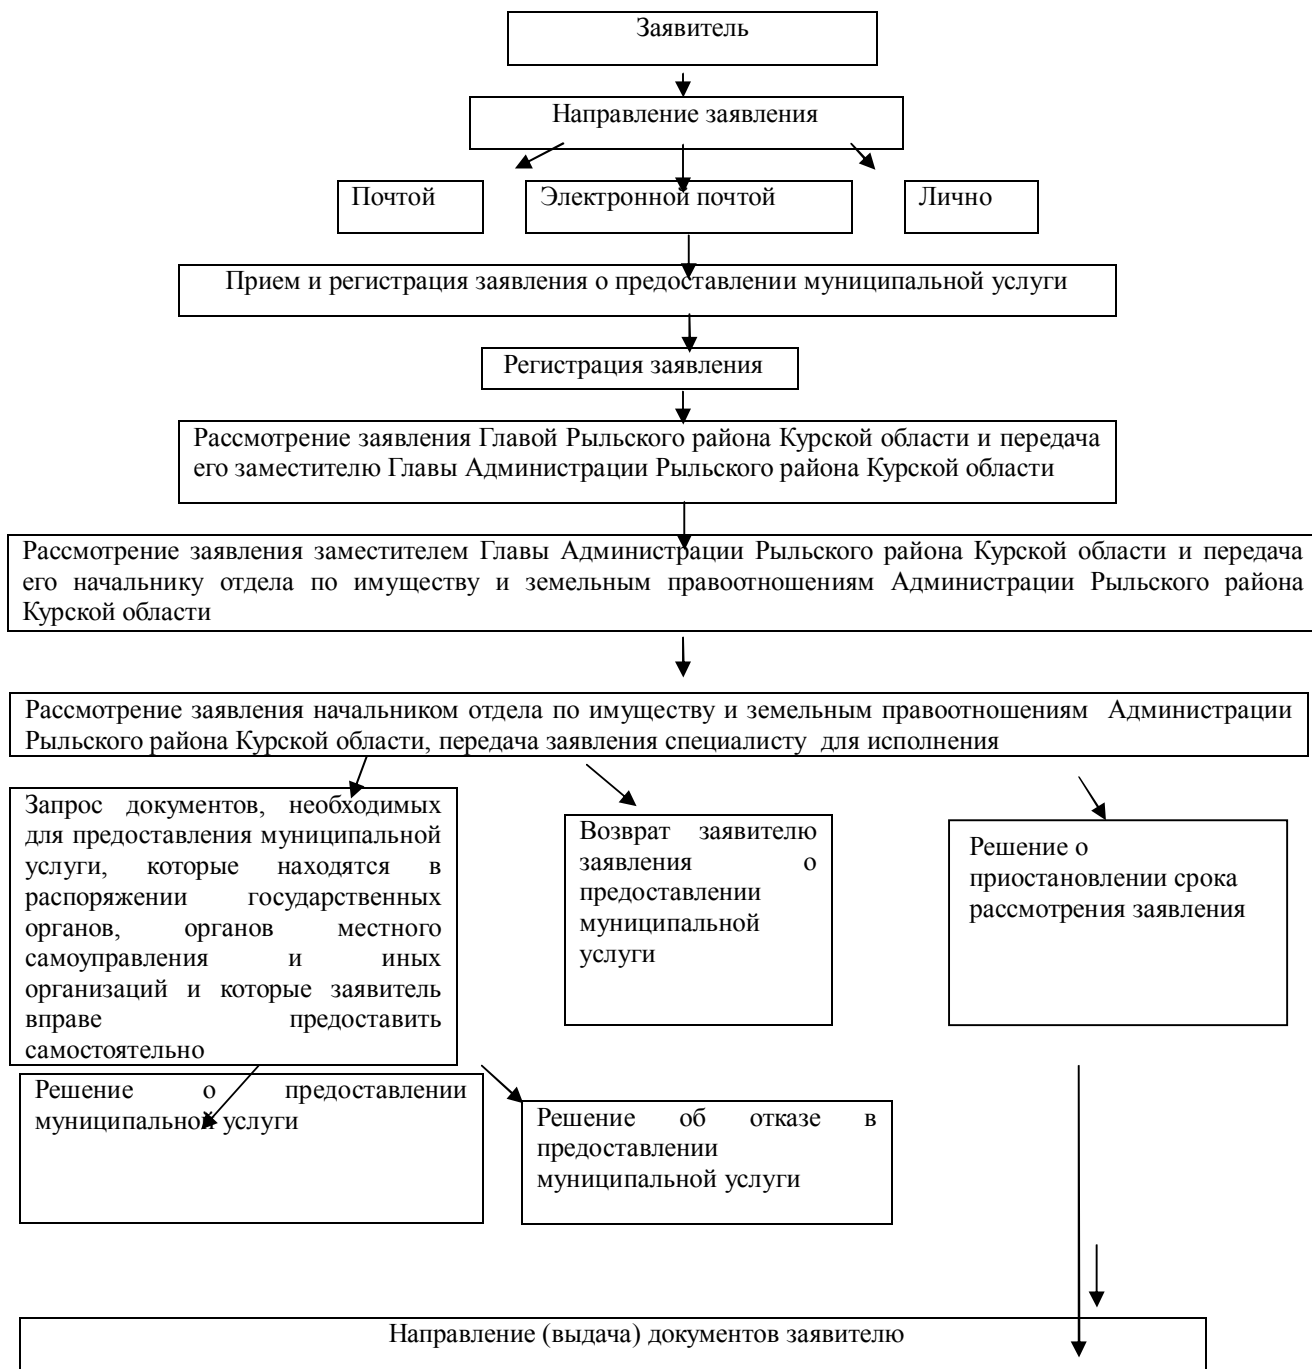 Заявитель
Направление заявления
Почтой
Электронной почтой
Лично
Прием и регистрация заявления о предоставлении муниципальной услуги
Регистрация заявления
Рассмотрение заявления Главой Рыльского района Курской области и передача
его заместителю Главы Администрации Рыльского района Курской области
Рассмотрение заявления заместителем Главы Администрации Рыльского района Курской области и передача
его начальнику отдела по имуществу и земельным правоотношениям Администрации Рыльского района
Курской области
Рассмотрение заявления начальником отдела по имуществу и земельным правоотношениям Администрации
Рыльского района Курской области, передача заявления специалисту для исполнения
Запрос документов, необходимых
для предоставления муниципальной
услуги, которые находятся в
распоряжении государственных
органов, органов местного
самоуправления и иных
организаций и которые заявитель
вправе предоставить
самостоятельно
Возврат заявителю
заявления о
предоставлении
муниципальной
услуги
Решение о
приостановлении срока
рассмотрения заявления
Решение о предоставлении
муниципальной услуги
Решение об отказе в
предоставлении
муниципальной услуги
Направление (выдача) документов заявителю